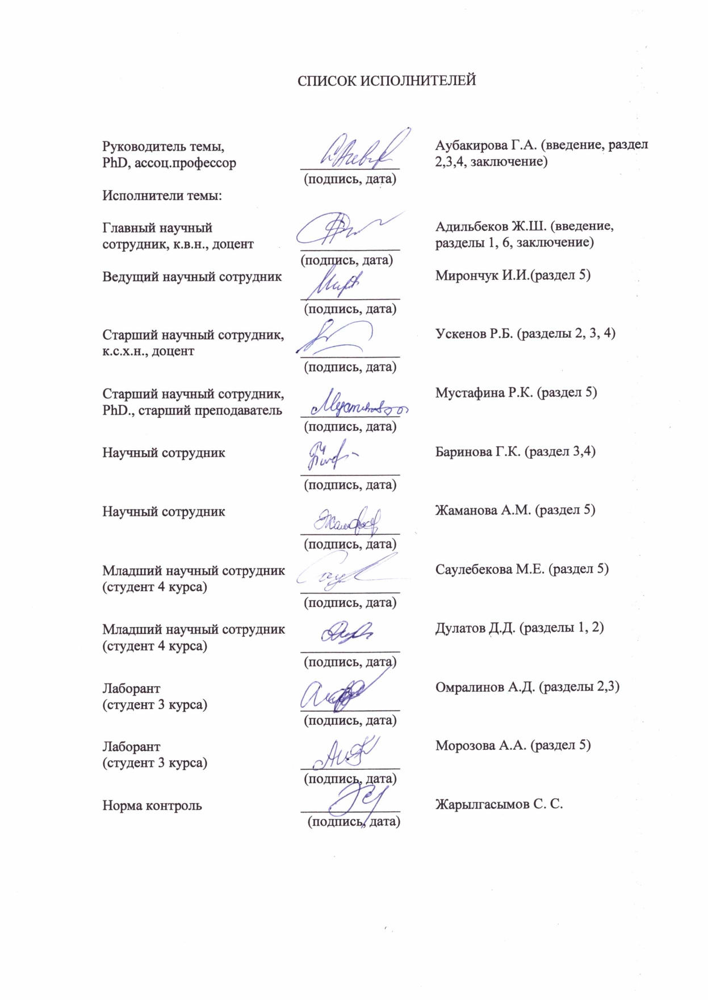 СПИСОК ИСПОЛНИТЕЛЕЙ
Руководитель темы,
PhD, ассоц.профессор
(подпись, дата)
Аубакирова Г.А. (введение, раздел
2,3,4, заключение)
Исполнители темы:
Главный научный
сотрудник, к.в.н., доцент
(подпись, дата)
Адильбеков Ж.Ш. (введение,
разделы 1, 6, заключение)
Ведущий научный сотрудник
(подпись, дата)
Мирончук И.И.(раздел 5)
Старший научный сотрудник,
к.с.х.н., доцент
(подпись, дата)
Ускенов Р.Б. (разделы 2, 3, 4)
Старший научный сотрудник,
PhD., старший преподаватель
(подпись, дата)
Мустафина Р.К. (раздел 5)
Научный сотрудник
(подпись, дата)
Баринова Г.К. (раздел 3,4)
Научный сотрудник
(подпись, дата)
Жаманова А.М. (раздел 5)
Младший научный сотрудник
(студент 4 курса)
(подпись, дата)
Саулебекова М.Е. (раздел 5)
Младший научный сотрудник
(студент 4 курса)
(подпись, дата)
Дулатов Д.Д. (разделы 1, 2)
Лаборант
(студент 3 курса)
(подпись, дата)
Омралинов А.Д. (разделы 2,3)
Лаборант
(студент 3 курса)
(подпись, дата)
Морозова А.А. (раздел 5)
Норма контроль
(подпись, дата)
Жарылгасымов С. С.